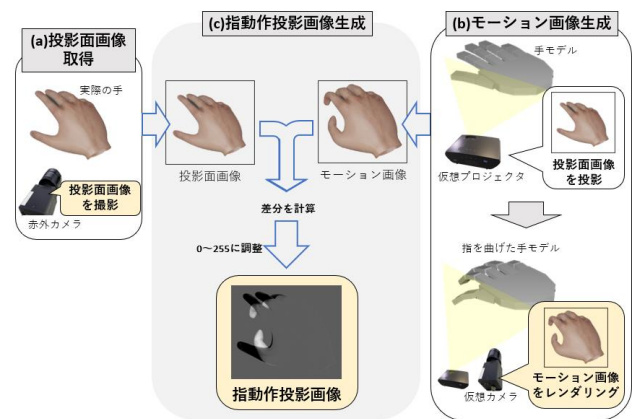 (a)投影面画像
取得
実際の手
投影面画像
を撮影
赤外カメラ
(c)指動作投影画像生成
投影面画像
モーション画像
差分を計算
0～255に調整
指動作投影画像
(b)モーション画像生成
手モデル
仮想プロジェクタ
投影面画像
を投影
指を曲げた手モデル
仮想カメラ
モーション画像
をレンダリング